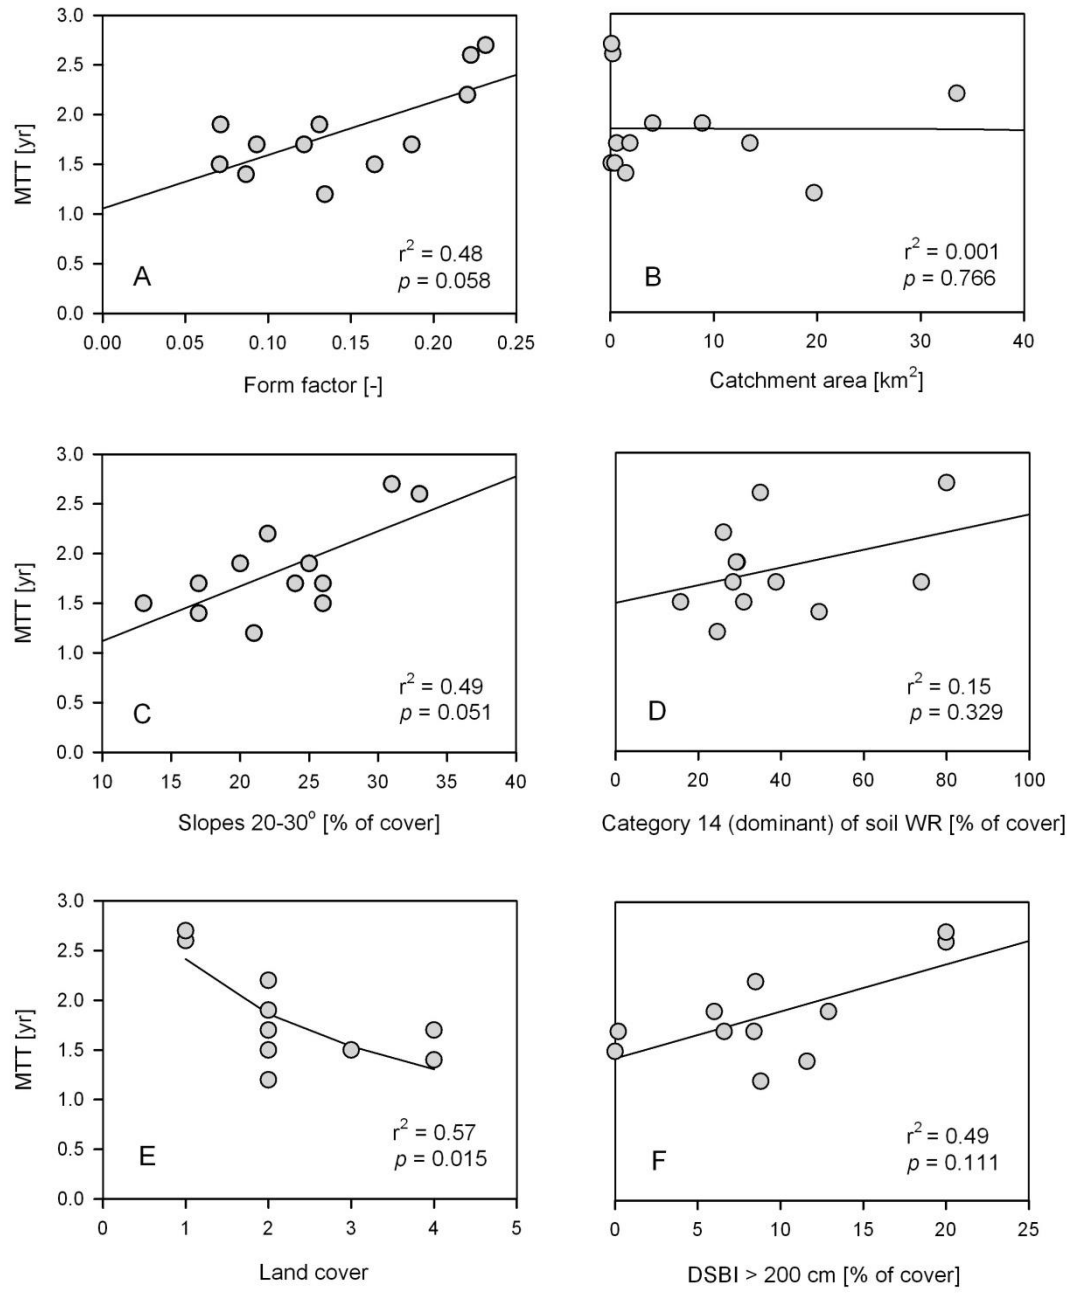 3.0
2.5
2.0
1.5
1.0
0.5
0.0
MTT [yr]
A
r² = 0.48
p = 0.058
0.00 0.05 0.10 0.15 0.20 0.25
Form factor [-]
B
r² = 0.001
p = 0.766
0 10 20 30 40
Catchment area [km²]
3.0
2.5
2.0
1.5
1.0
0.5
0.0
MTT [yr]
C
r² = 0.49
p = 0.051
10 15 20 25 30 35 40
Slopes 20-30° [% of cover]
D
r² = 0.15
p = 0.329
0 20 40 60 80 100
Category 14 (dominant) of soil WR [% of cover]
3.0
2.5
2.0
1.5
1.0
0.5
0.0
MTT [yr]
E
r² = 0.57
p = 0.015
0 1 2 3 4 5
Land cover
F
r² = 0.49
p = 0.111
0 5 10 15 20 25
DSBI > 200 cm [% of cover]